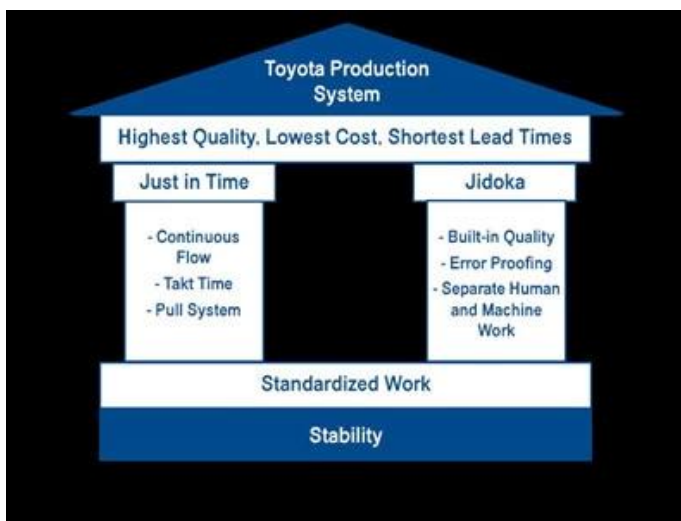 Toyota Production
System
Highest Quality, Lowest Cost, Shortest Lead Times
Just in Time
- Continuous
Flow
- Takt Time
- Pull System
Jidoka
- Built-in Quality
- Error Proofing
- Separate Human
and Machine
Work
Standardized Work
Stability